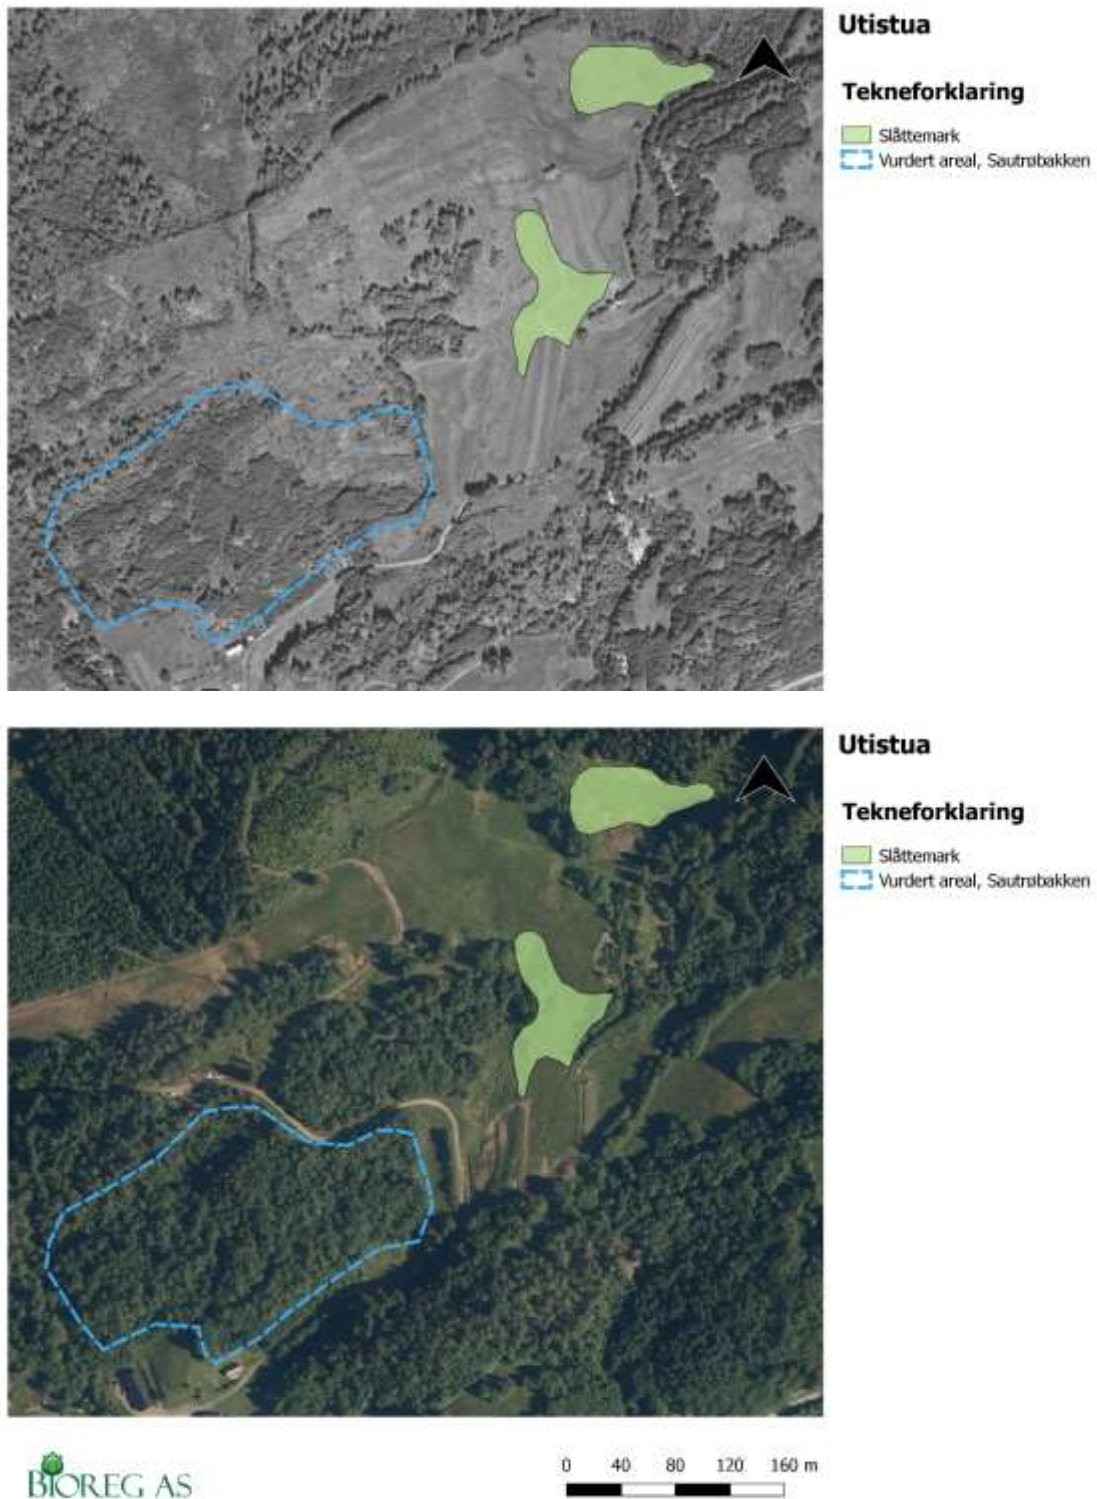 Utistua
Tekneforklaring
Slåttemark
Vurdert areal, Sautrøbakken
Utistua
Tekneforklaring
Slåttemark
Vurdert areal, Sautrøbakken
BIOREG AS
0 40 80 120 160 m